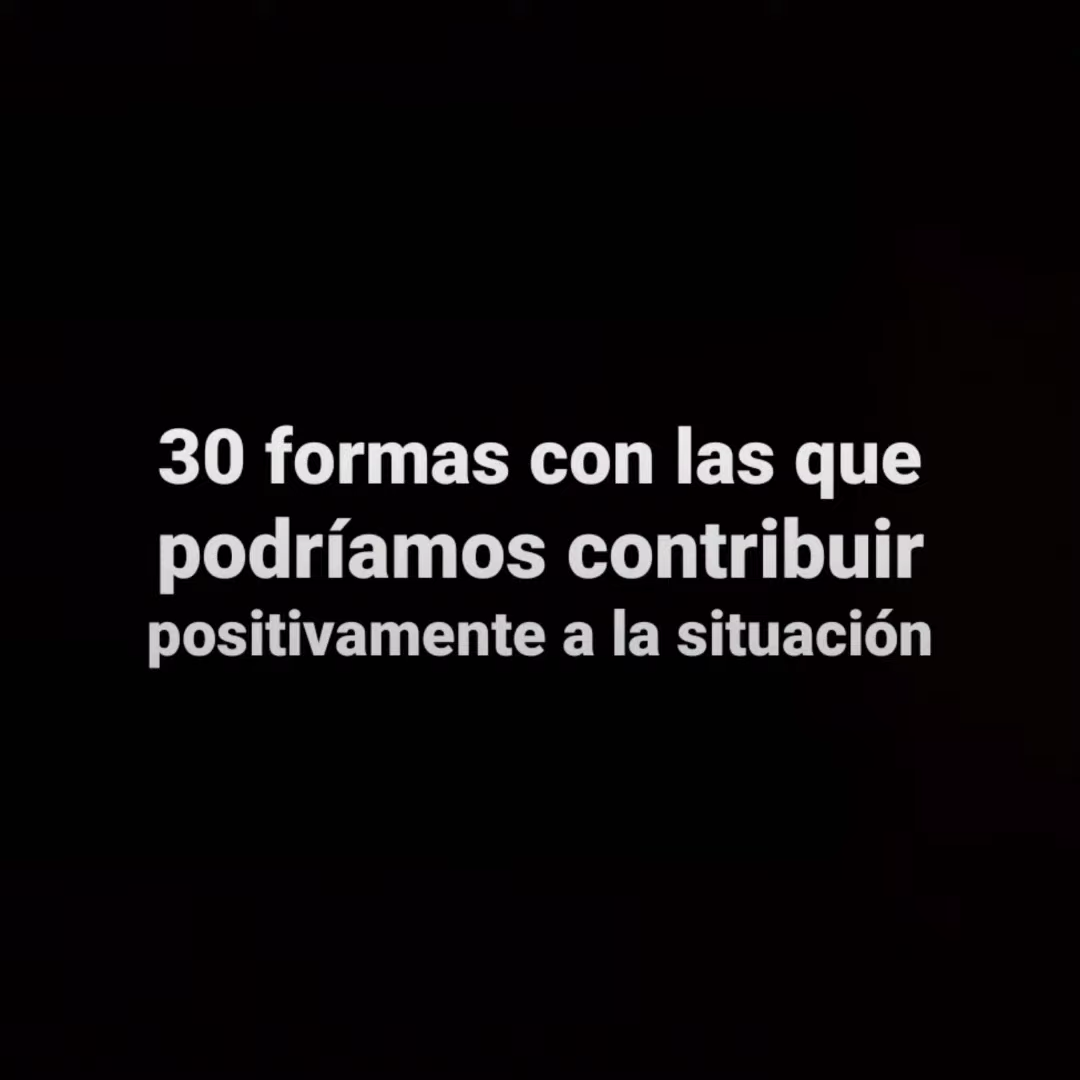 30 formas con las que
podríamos contribuir
positivamente a la situación